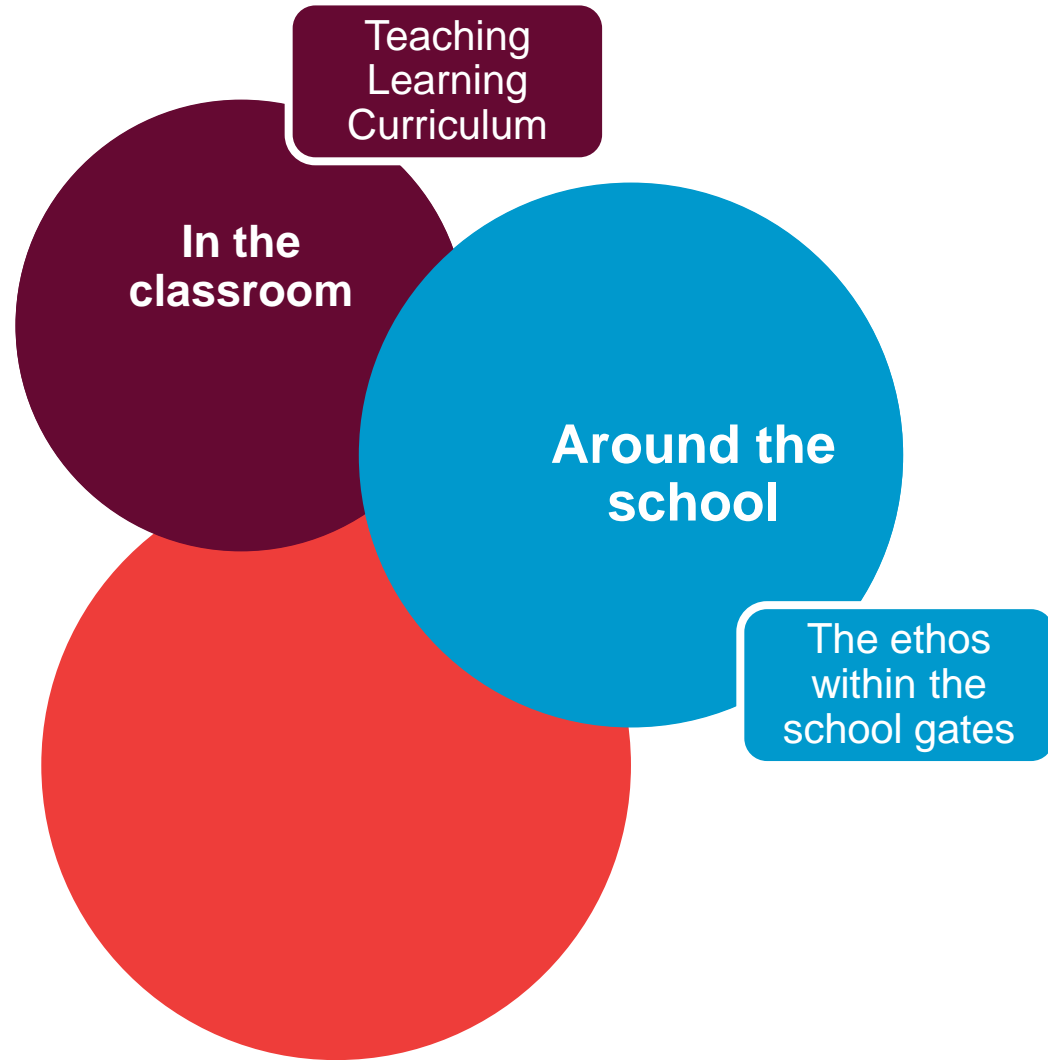 Teaching
Learning
Curriculum
In the
classroom
Around the
school
The ethos
within the
school gates